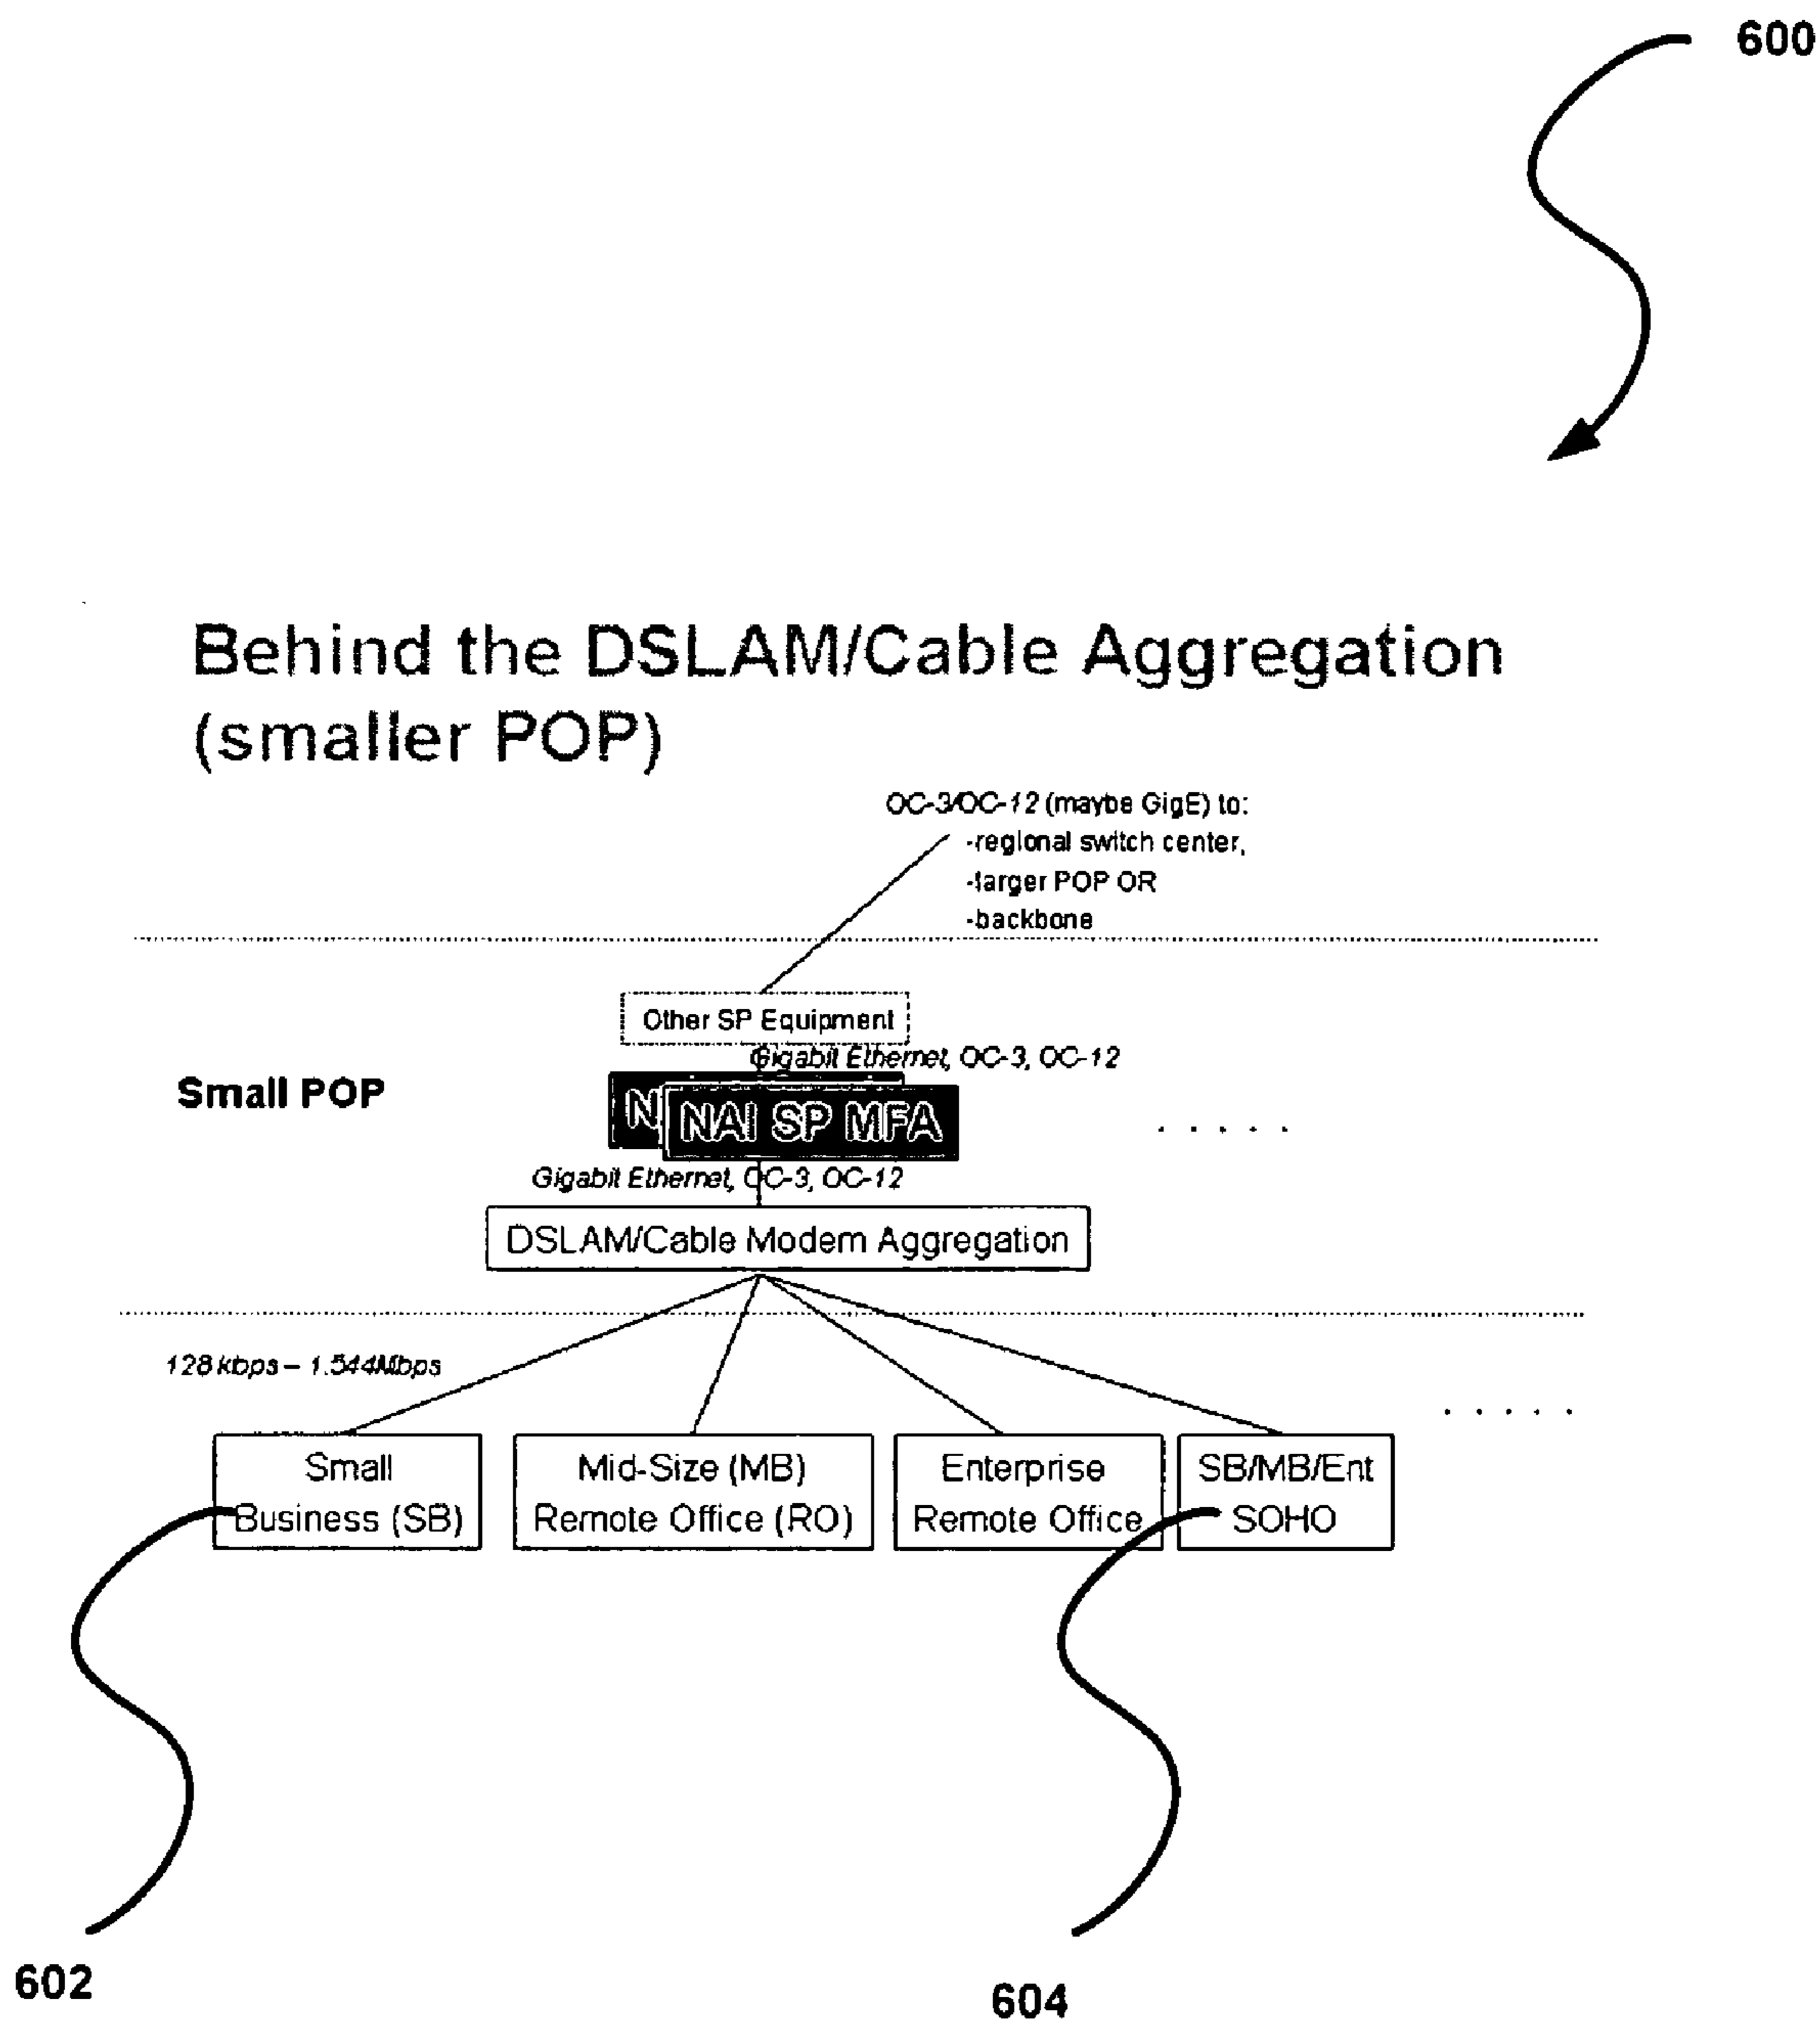 600
Behind the DSLAM/Cable Aggregation
(smaller POP)
OC-3/OC-12 (maybe GigE) to:
-regional switch center,
-larger POP OR
-backbone
Other SP Equipment
Gigabit Ethernet, OC-3, OC-12
Small POP
N
NAI SP MFA
. . . . .
Gigabit Ethernet, OC-3, OC-12
DSLAM/Cable Modem Aggregation
128 kbps – 1.544Mbps
. . . . .
Small
Business (SB)
Mid-Size (MB)
Remote Office (RO)
Enterprise
Remote Office
SB/MB/Ent
SOHO
602
604